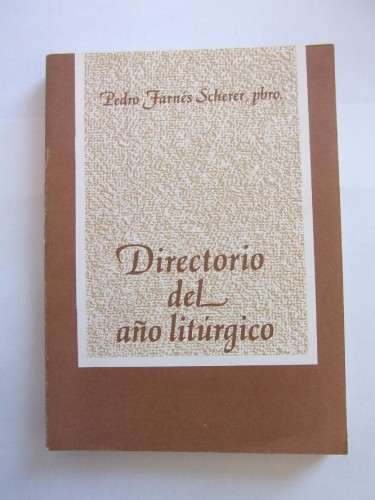 Pedro Farnés Scherer, pbro.
Directorio
del
año litúrgico